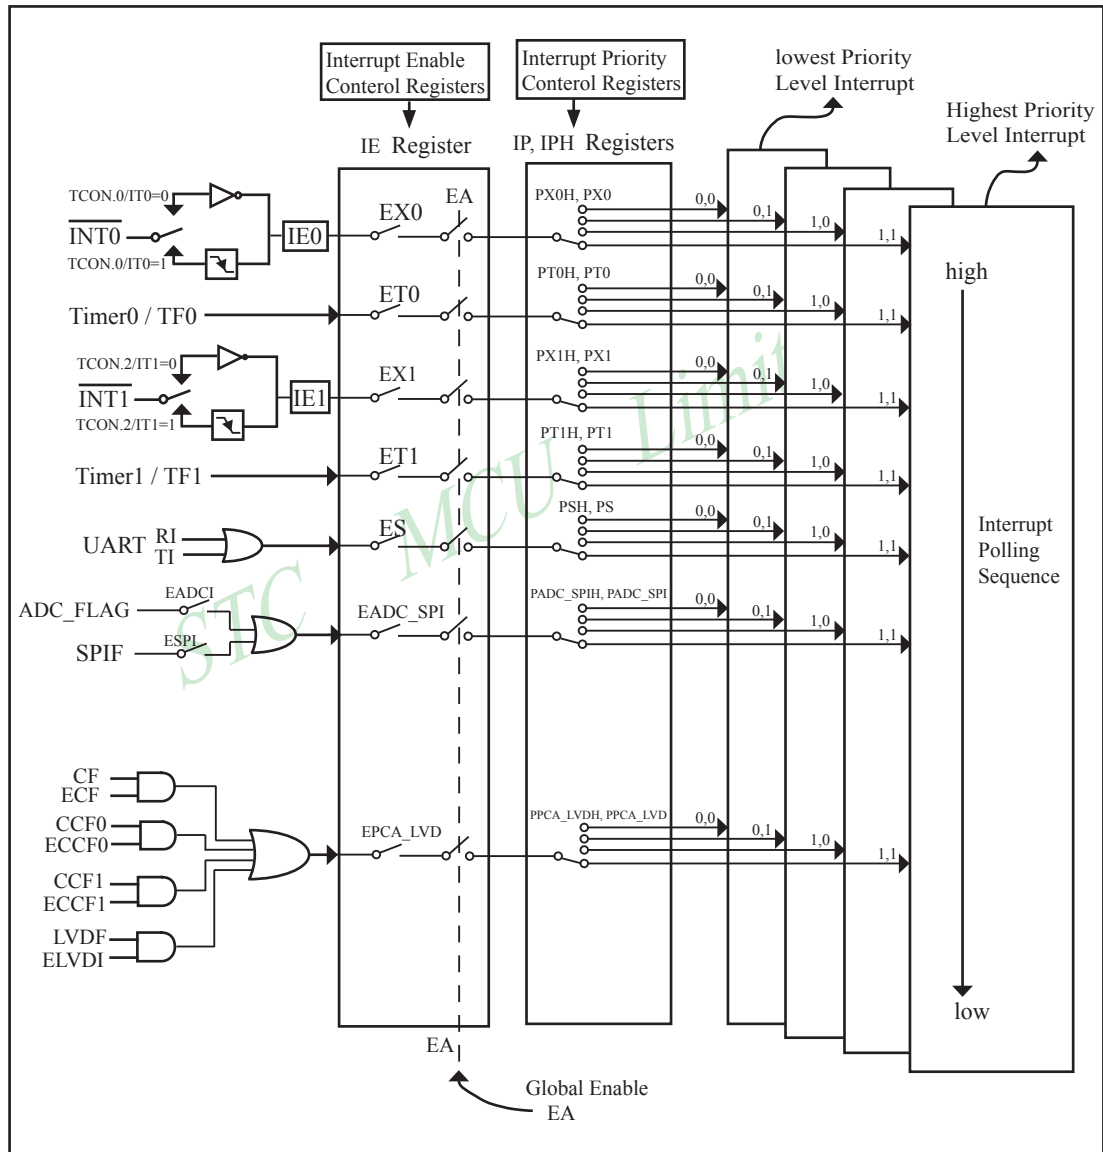 Interrupt Enable
Conterol Registers
Interrupt Priority
Conterol Registers
lowest Priority
Level Interrupt
Highest Priority
Level Interrupt
IE Register
IP, IPH Registers
TCON.0/IT0=0
INT0
TCON.0/IT0=1
IE0
EX0
EA
PX0H, PX0
0,0
0,1
1,0
1,1
high
Timer0 / TF0
ET0
PT0H, PT0
0,0
0,1
1,0
1,1
TCON.2/IT1=0
INT1
TCON.2/IT1=1
IE1
EX1
PX1H, PX1
0,0
0,1
1,0
1,1
Timer1 / TF1
ET1
PT1H, PT1
0,0
0,1
1,0
1,1
UART
RI
TI
ES
PSH, PS
0,0
0,1
1,0
1,1
Interrupt
Polling
Sequence
ADC_FLAG
EADCI
SPIF
ESPI
EADC_SPI
PADC_SPIH, PADC_SPI
0,0
0,1
1,0
1,1
STC MCU Limit
CF
ECF
CCF0
ECCF0
CCF1
ECCF1
LVDF
ELVDI
EPCA_LVD
PPCA_LVDH, PPCA_LVD
0,0
0,1
1,0
1,1
low
EA
Global Enable
EA